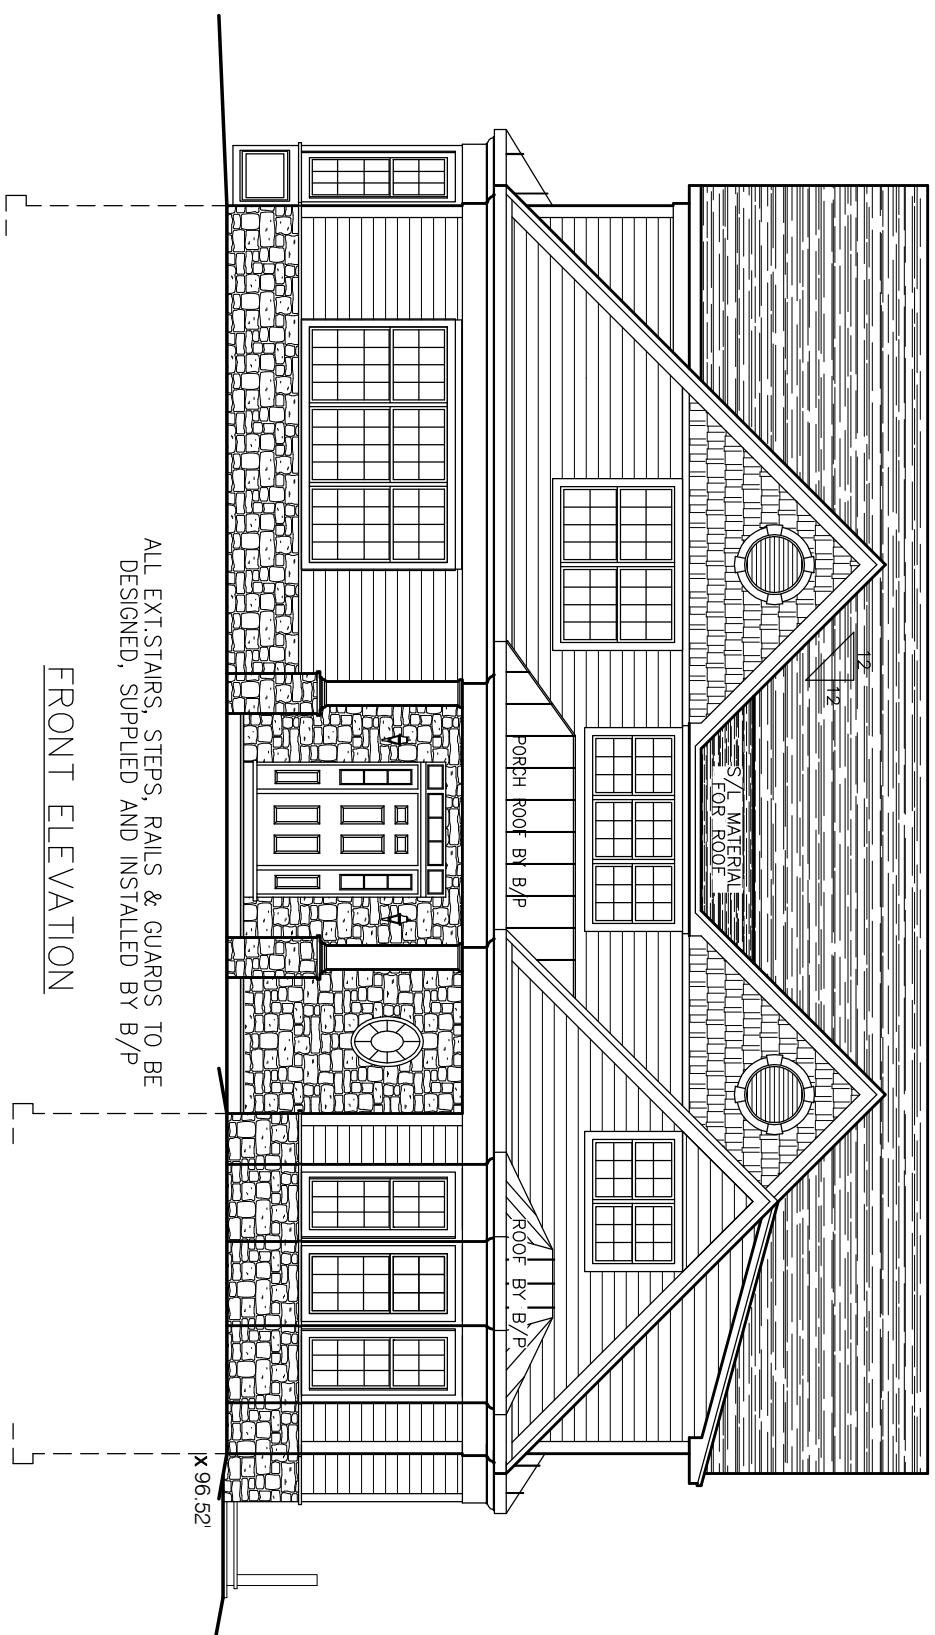 12
12
S/L MATERIAL
FOR ROOF
PORCH ROOF BY B/P
ROOF BY B/P
x 96.52'
ALL EXT.STAIRS, STEPS, RAILS & GUARDS TO BE
DESIGNED, SUPPLIED AND INSTALLED BY B/P
FRONT ELEVATION